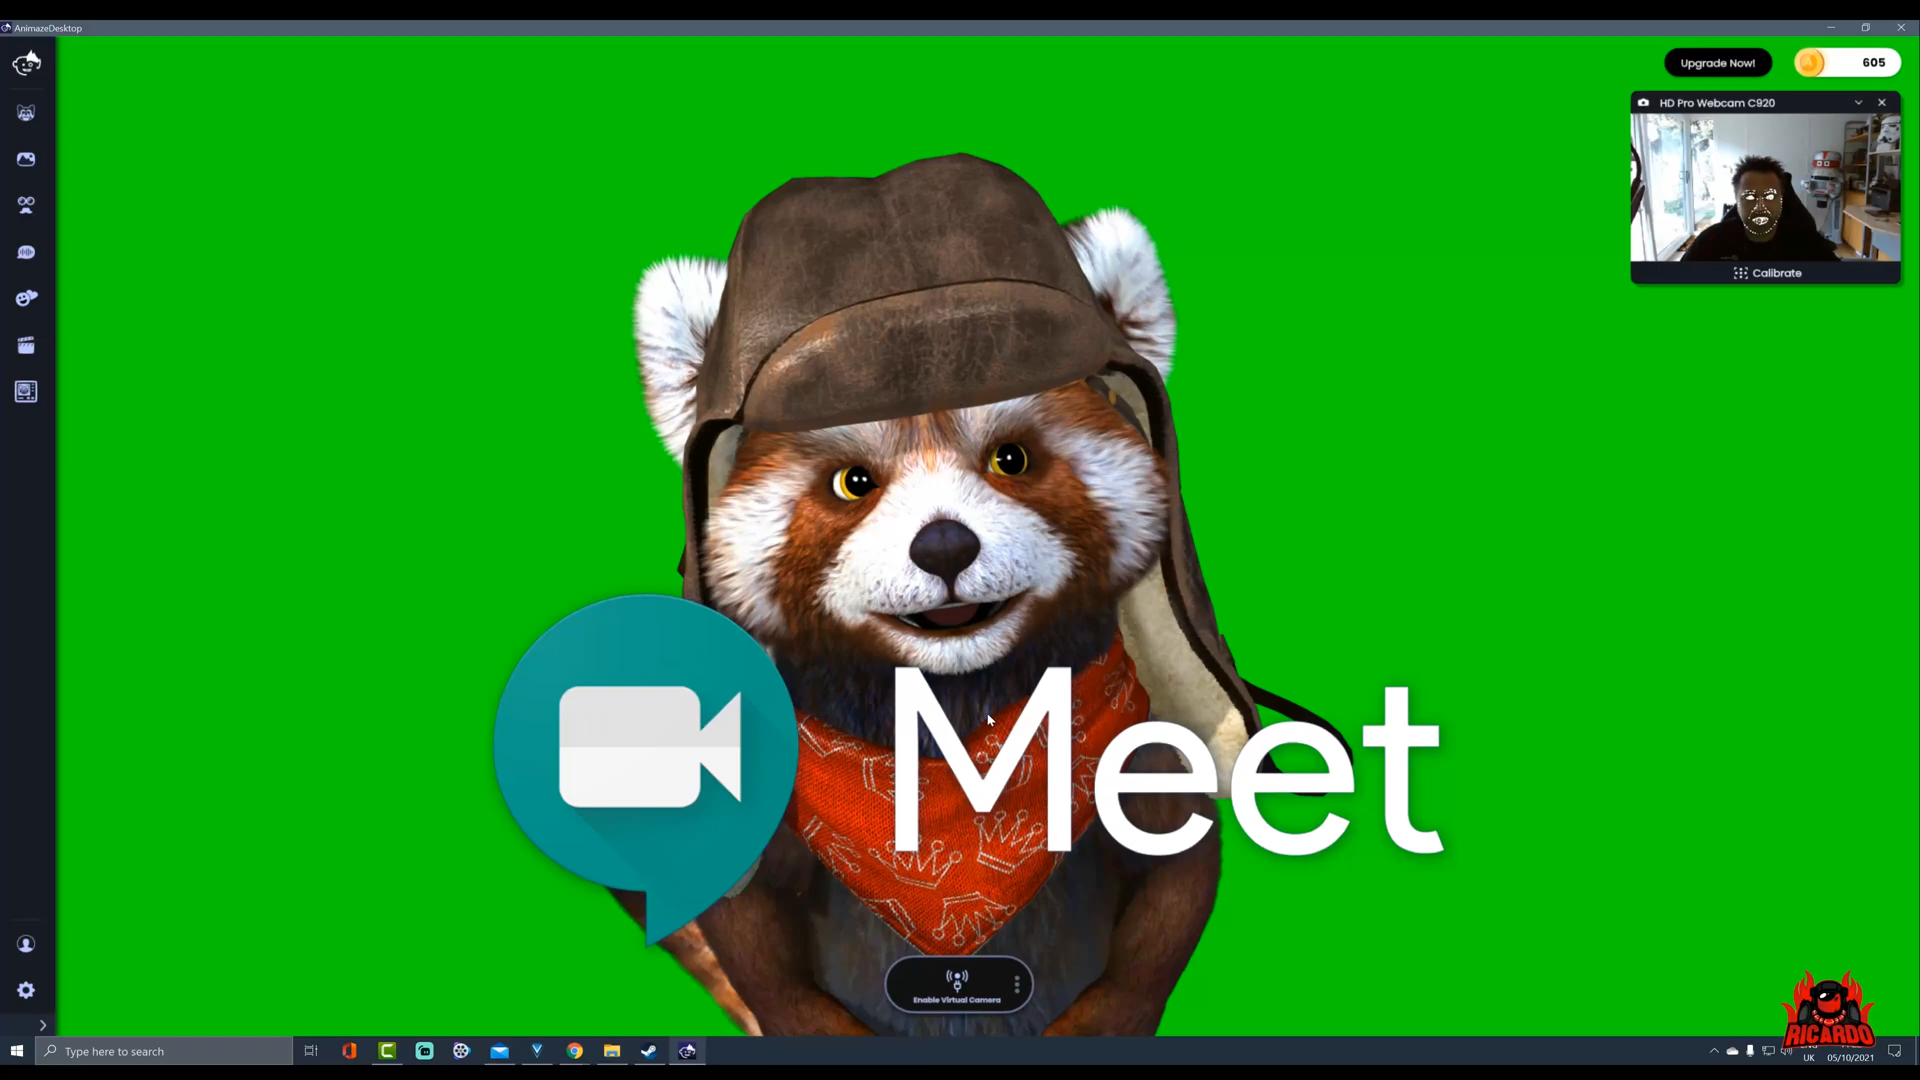 AnimazeDesktop
Upgrade Now!
605
HD Pro Webcam C920
Calibrate
Meet
Enable Virtual Camera
RICARDO
Type here to search
UK
05/10/2021